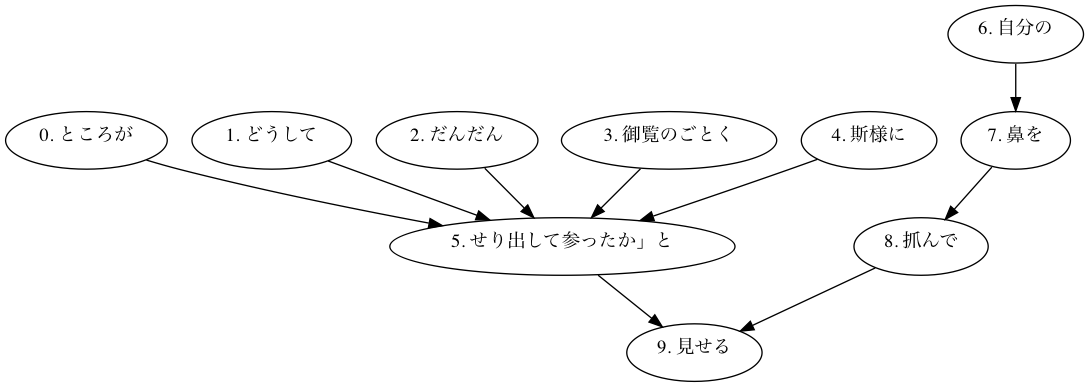 6. 自分の
0. ところが
1. どうして
2. だんだん
3. 御覧のごとく
4. 斯様に
7. 鼻を
5. せり出して参ったか」と
8. 抓んで
9. 見せる